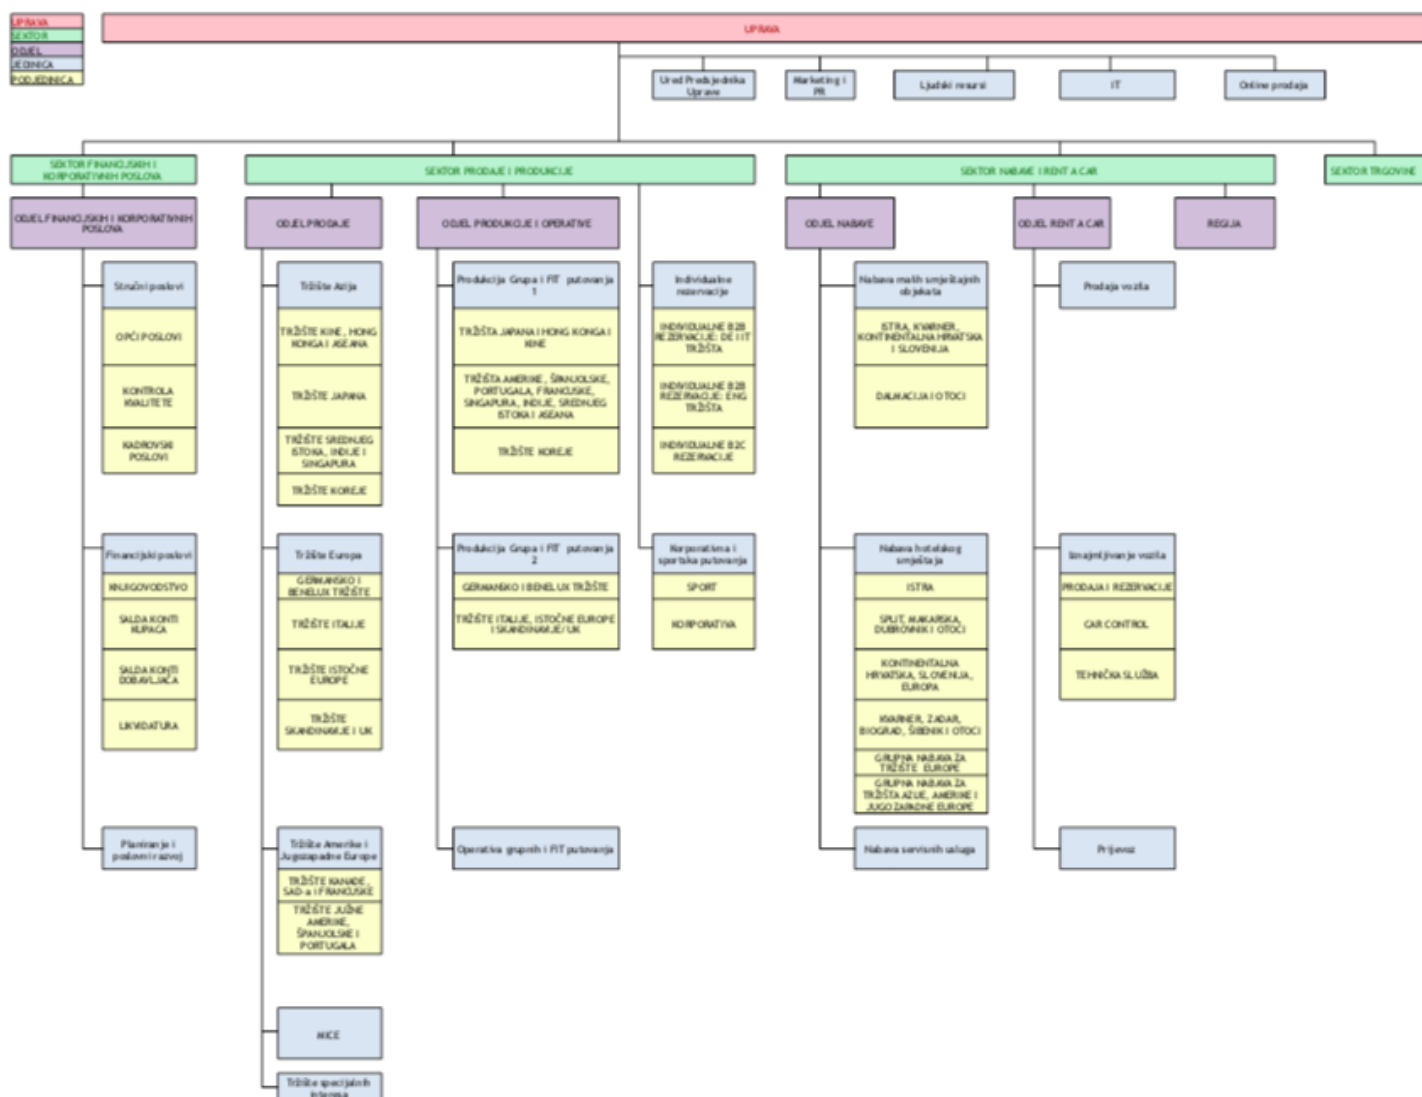 UPRAVA
SEKTOR
ODJEL
JEDINICA
PODJEDINICA
UPRAVA
Ured Predsjednika
Uprave
Marketing i
PR
Ljudski resursi
IT
Online prodaja
SEKTOR FINANCIJSKIH I
KORPORATIVNIH POSLOVA
SEKTOR PRODAJE I PRODUKCIJE
SEKTOR NABAVE I RENT A CAR
SEKTOR TRGOVINE
ODJEL FINANCIJSKIH I KORPORATIVNIH
POSLOVA
ODJEL PRODAJE
ODJEL PRODUKCIJE I OPERATIVE
ODJEL NABAVE
ODJEL RENT A CAR
REGIJA
Stručni poslovi
OPĆI POSLOVI
KONTROLA
KVALITETE
KADROVSKI
POSLOVI
Financijski poslovi
KNJIGOVODSTVO
SALDA KONTI
KUPACA
SALDA KONTI
DOBAVLJAČA
LIKVIDATURA
Planiranje i
poslovni razvoj
Tržište Azija
TRŽIŠTE KINE, HONG
KONGA I ASEANA
TRŽIŠTE JAPANA
TRŽIŠTE SREDNJEG
ISTOKA, INDIJE I
SINGAPURA
TRŽIŠTE KOREJE
Tržište Europa
GERMANSKO I
BENELUX TRŽIŠTE
TRŽIŠTE ITALIJE
TRŽIŠTE ISTOČNE
EUROPE
TRŽIŠTE
SKANDINAVIJE I UK
Tržište Amerike i
Jugozapadne Europe
TRŽIŠTE KANADE,
SAD-a I FRANCUSKE
TRŽIŠTE JUŽNE
AMERIKE,
ŠPANJOLSKE I
PORTUGALA
MICE
Tržište specijalnih
interesa
Produkcija Grupa i FIT putovanja
1
TRŽIŠTA JAPANA I HONG KONGA I
KINE
TRŽIŠTA AMERIKE, ŠPANJOLSKE,
PORTUGALA, FRANCUSKE,
SINGAPURA, INDIJE, SREDNJEG
ISTOKA I ASEANA
TRŽIŠTE KOREJE
Produkcija Grupa i FIT putovanja
2
GERMANSKO I BENELUX TRŽIŠTE
TRŽIŠTE ITALIJE, ISTOČNE EUROPE
I SKANDINAVIJE/UK
Operativa grupnih i FIT putovanja
Individualne
rezervacije
INDIVIDUALNE B2B
REZERVACIJE: DE I IT
TRŽIŠTA
INDIVIDUALNE B2B
REZERVACIJE: ENG
TRŽIŠTA
INDIVIDUALNE B2C
REZERVACIJE
Korporativna i
sportska putovanja
SPORT
KORPORATIVA
Nabava malih smještajnih
objekata
ISTRA, KVARNER,
KONTINENTALNA HRVATSKA
I SLOVENIJA
DALMACIJA I OTOCI
Nabava hotelskog
smještaja
ISTRA
SPLIT, MAKARSKA,
DUBROVNIK I OTOCI
KONTINENTALNA
HRVATSKA, SLOVENIJA,
EUROPA
KVARNER, ZADAR,
BIOGRAD, ŠIBENIK I OTOCI
GRUPNA NABAVA ZA
TRŽIŠTE EUROPE
GRUPNA NABAVA ZA
TRŽIŠTA AZIJE, AMERIKE I
JUGOZAPADNE EUROPE
Nabava servisnih usluga
Prodaja vozila
Iznajmljivanje vozila
PRODAJA I REZERVACIJE
CAR CONTROL
TEHNIČKA SLUŽBA
Prijevoz